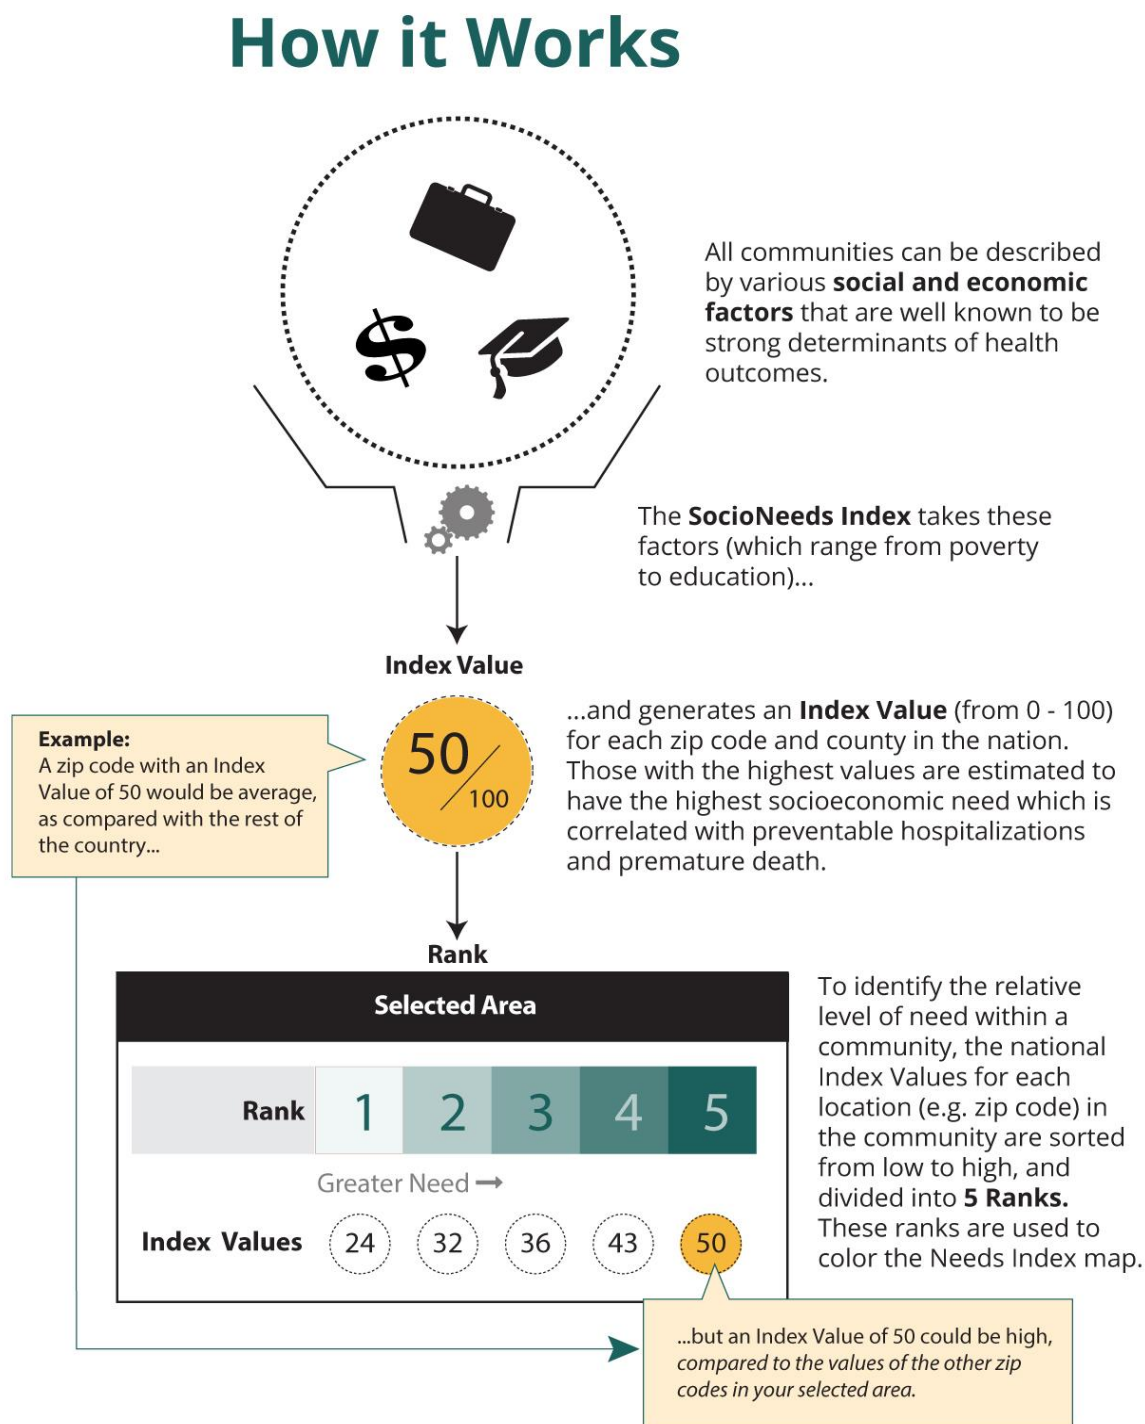 How it Works
All communities can be described
by various social and economic
factors that are well known to be
strong determinants of health
outcomes.
$
The SocioNeeds Index takes these
factors (which range from poverty
to education)...
Index Value
50/100
...and generates an Index Value (from 0 - 100)
for each zip code and county in the nation.
Those with the highest values are estimated to
have the highest socioeconomic need which is
correlated with preventable hospitalizations
and premature death.
Example:
A zip code with an Index
Value of 50 would be average,
as compared with the rest of
the country...
Rank
Selected Area
Rank 1 2 3 4 5
Greater Need →
Index Values 24 32 36 43 50
To identify the relative
level of need within a
community, the national
Index Values for each
location (e.g. zip code) in
the community are sorted
from low to high, and
divided into 5 Ranks.
These ranks are used to
color the Needs Index map.
...but an Index Value of 50 could be high,
compared to the values of the other zip
codes in your selected area.